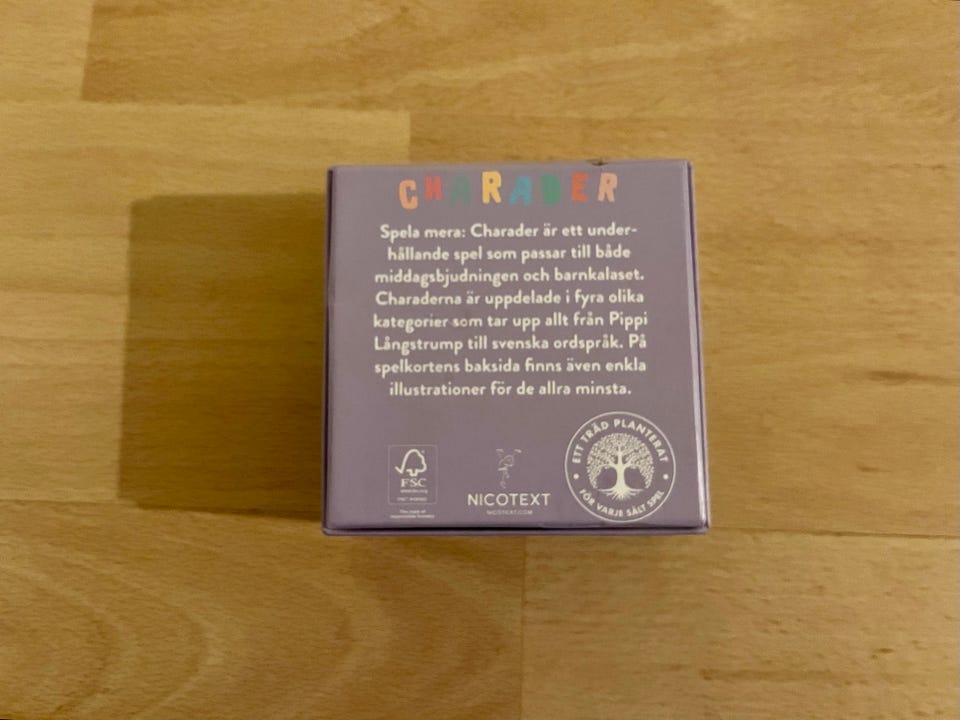 CHARADER
Spela mera: Charader är ett under-
hållande spel som passar till både
middagsbjudningen och barnkalaset.
Charaderna är uppdelade i fyra olika
kategorier som tar upp allt från Pippi
Långstrump till svenska ordspråk. På
spelkortens baksida finns även enkla
illustrationer för de allra minsta.
FSC
NICOTEXT
NICOTEXT.COM
ETT TRÄD PLANTERAT
FÖR VARJE SÅLT SPEL